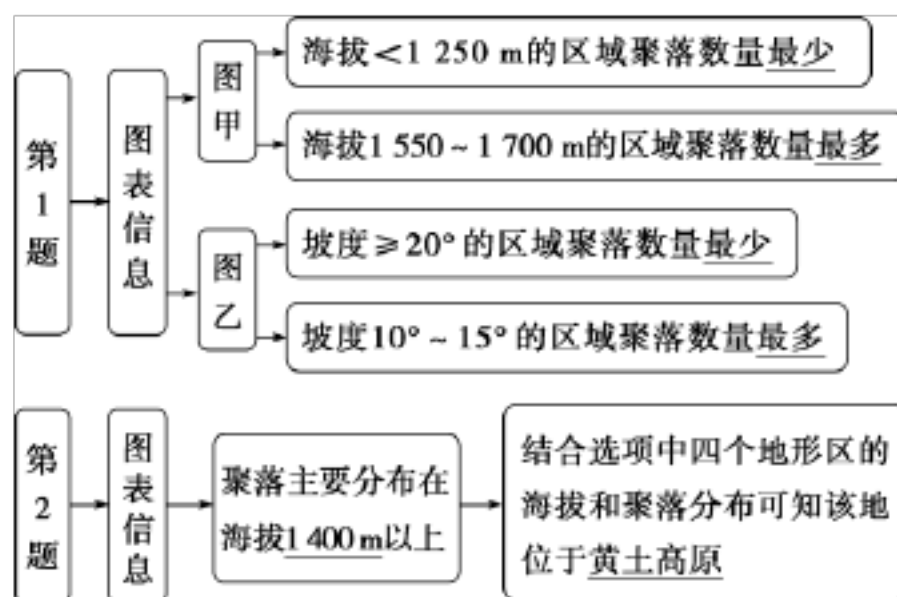 第1题
图表信息
图甲
海拔<1 250 m的区域聚落数量最少
海拔1 550~1 700 m的区域聚落数量最多
图乙
坡度≥20°的区域聚落数量最少
坡度10°~15°的区域聚落数量最多
第2题
图表信息
聚落主要分布在
海拔1 400 m以上
结合选项中四个地形区的
海拔和聚落分布可知该地
位于黄土高原